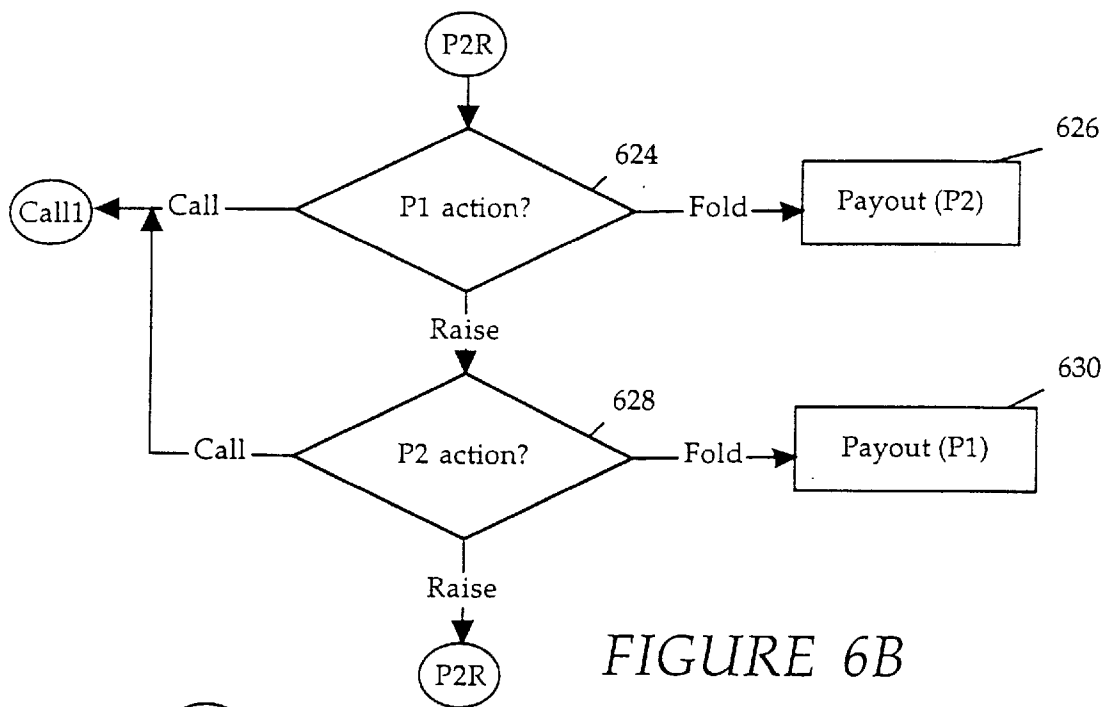 P2R
626
624
Call1
Call
P1 action?
Fold
Payout (P2)
Raise
630
628
Call
P2 action?
Fold
Payout (P1)
Raise
P2R
FIGURE 6B